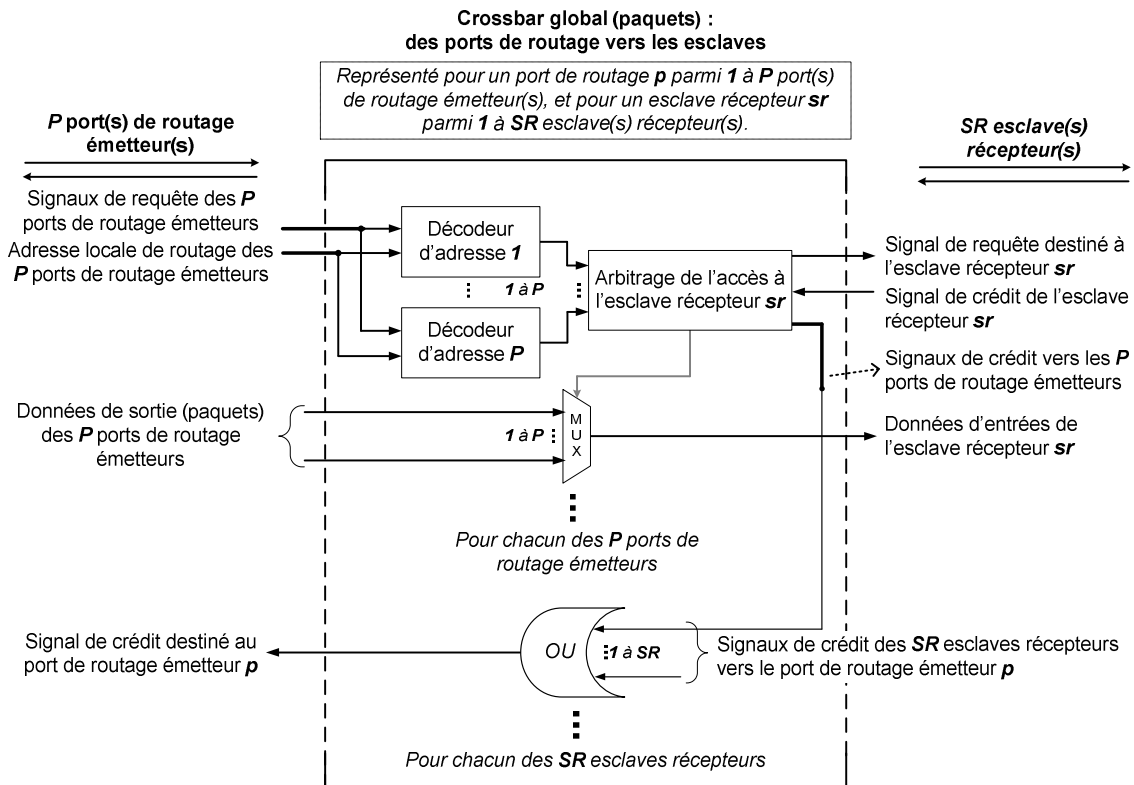 Crossbar global (paquets) :
des ports de routage vers les esclaves
Représenté pour un port de routage p parmi 1 à P port(s)
de routage émetteur(s), et pour un esclave récepteur sr
parmi 1 à SR esclave(s) récepteur(s).
P port(s) de routage
émetteur(s)
SR esclave(s)
récepteur(s)
Signaux de requête des P
ports de routage émetteurs
Adresse locale de routage des
P ports de routage émetteurs
Décodeur
d'adresse 1
1 à P
Décodeur
d'adresse P
Arbitrage de l'accès à
l'esclave récepteur sr
Signal de requête destiné à
l'esclave récepteur sr
Signal de crédit de l'esclave
récepteur sr
Signaux de crédit vers les P
ports de routage émetteurs
Données de sortie (paquets)
des P ports de routage
émetteurs
1 à P
MUX
Données d'entrées de
l'esclave récepteur sr
Pour chacun des P ports de
routage émetteurs
Signal de crédit destiné au
port de routage émetteur p
OU
1 à SR
Signaux de crédit des SR esclaves récepteurs
vers le port de routage émetteur p
Pour chacun des SR esclaves récepteurs